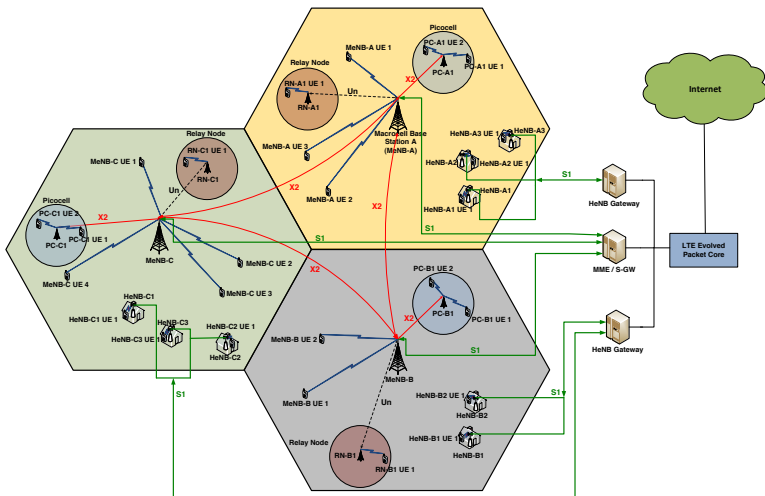 Picocell
MeNB-A UE 1
PC-A1 UE 2
PC-A1
PC-A1 UE 1
X2
Relay Node
RN-A1 UE 1
RN-A1
Un
Macrocell Base
Station A
(MeNB-A)
MeNB-A UE 3
MeNB-A UE 2
HeNB-A3 UE 1
HeNB-A3
HeNB-A2
HeNB-A2 UE 1
HeNB-A1
HeNB-A1 UE 1
S1
HeNB Gateway
Internet
Relay Node
RN-C1 UE 1
RN-C1
MeNB-C UE 1
Un
Picocell
PC-C1 UE 2
PC-C1
PC-C1 UE 1
X2
X2
X2
X2
MeNB-C
MeNB-C UE 4
MeNB-C UE 2
MeNB-C UE 3
S1
S1
MME / S-GW
LTE Evolved
Packet Core
HeNB-C1
HeNB-C1 UE 1
HeNB-C3
HeNB-C3 UE 1
HeNB-C2 UE 1
HeNB-C2
S1
PC-B1 UE 2
PC-B1
PC-B1 UE 1
X2
MeNB-B UE 2
MeNB-B
MeNB-B UE 1
S1
Un
HeNB Gateway
HeNB-B2 UE 1
HeNB-B2
HeNB-B1 UE 1
HeNB-B1
S1
Relay Node
RN-B1
RN-B1 UE 1